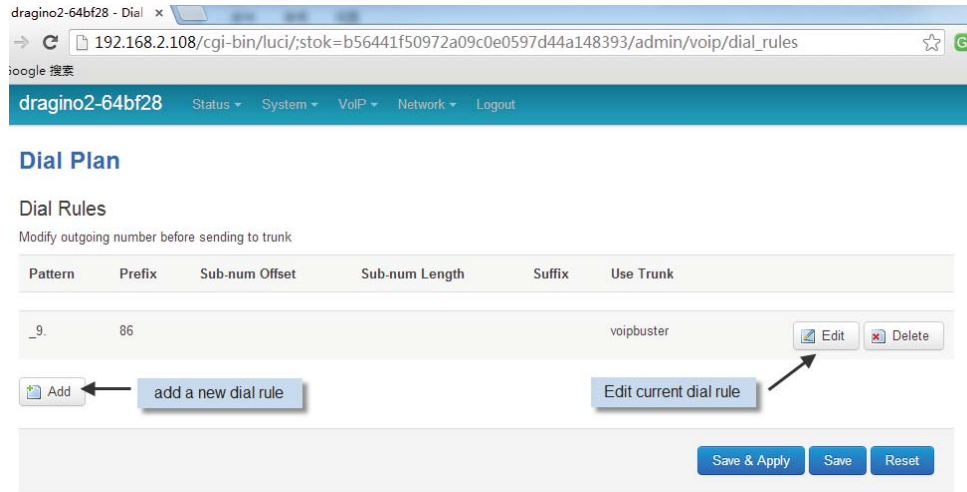 dragino2-64bf28 - Dial ×
192.168.2.108/cgi-bin/luci/;stok=b56441f50972a09c0e0597d44a148393/admin/voip/dial_rules
Google 搜索
dragino2-64bf28 Status System VoIP Network Logout
Dial Plan
Dial Rules
Modify outgoing number before sending to trunk
Pattern Prefix Sub-num Offset Sub-num Length Suffix Use Trunk
_9. 86 voipbuster Edit Delete
Add add a new dial rule Edit current dial rule
Save & Apply Save Reset